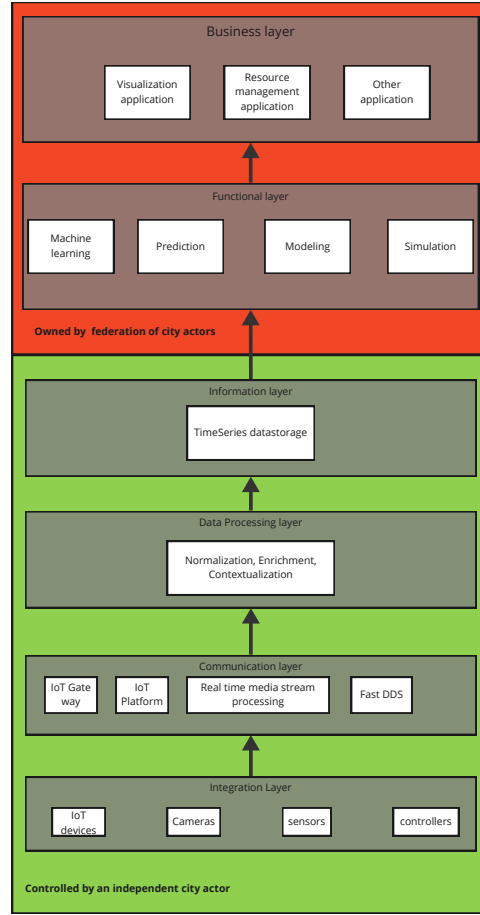 Business layer
Visualization
application
Resource
management
application
Other
application
Functional layer
Machine
learning
Prediction
Modeling
Simulation
Owned by federation of city actors
Information layer
TimeSeries datastorage
Data Processing layer
Normalization, Enrichment,
Contextualization
Communication layer
IoT Gate
way
IoT
Platform
Real time media stream
processing
Fast DDS
Integration Layer
IoT
devices
Cameras
sensors
controllers
Controlled by an independent city actor